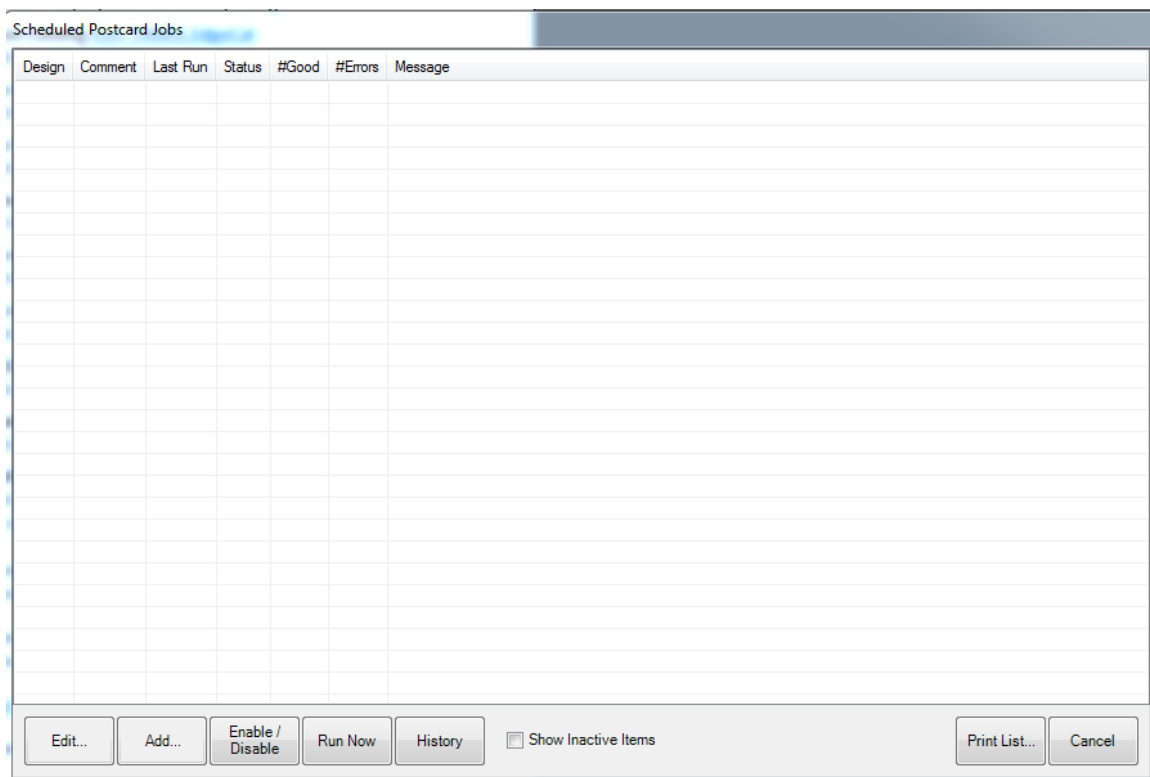 Scheduled Postcard Jobs
Design Comment Last Run Status #Good #Errors Message
Edit... Add... Enable / Disable Run Now History Show Inactive Items Print List... Cancel